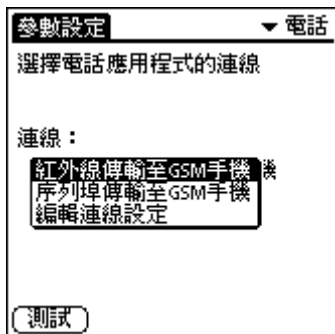 參數設定 電話
選擇電話應用程式的連線
連線：
紅外線傳輸至GSM手機 機
序列埠傳輸至GSM手機
編輯連線設定
測試